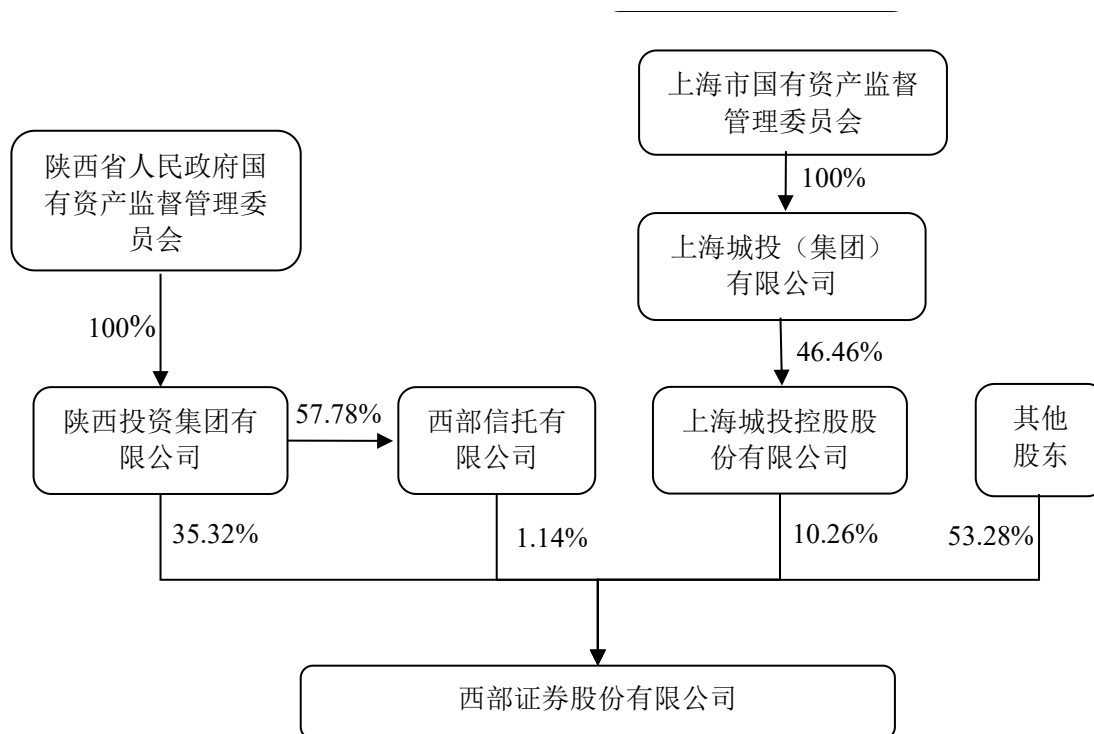 上海市国有资产监督
管理委员会
陕西省人民政府国
有资产监督管理委
员会
100%
上海城投（集团）
有限公司
100%
46.46%
陕西投资集团有
限公司
57.78%
西部信托有
限公司
上海城投控股股
份有限公司
其他
股东
35.32%
1.14%
10.26%
53.28%
西部证券股份有限公司